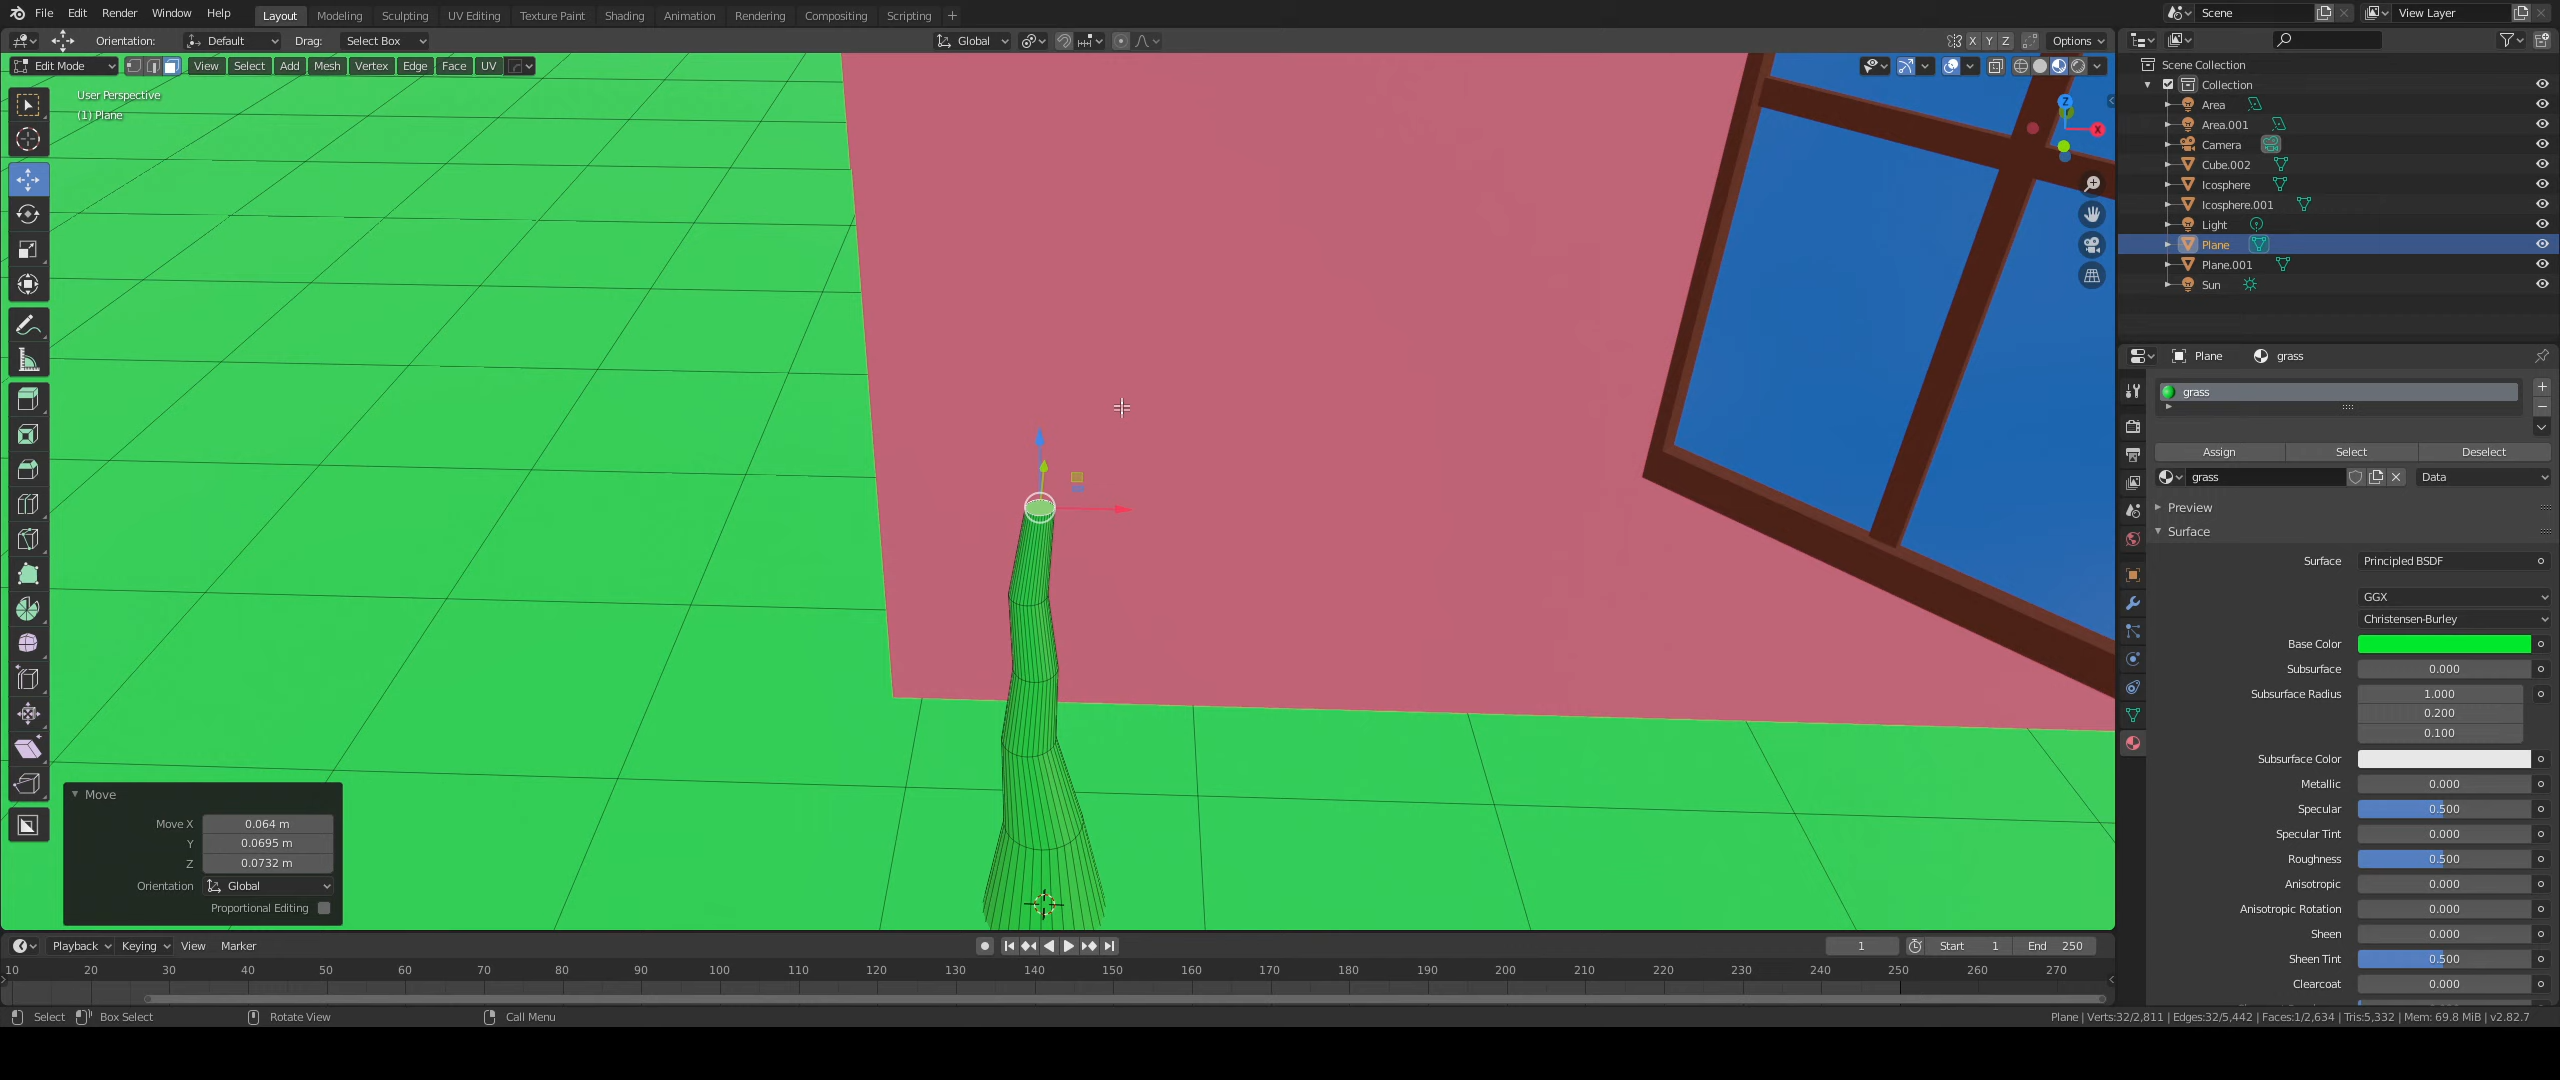 File Edit Render Window Help Layout Modeling Sculpting UV Editing Texture Paint Shading Animation Rendering Compositing Scripting + Scene View Layer
Orientation: Default Drag: Select Box Global X Y Z Options
Edit Mode View Select Add Mesh Vertex Edge Face UV
User Perspective
(1) Plane
Z
X
Scene Collection
Collection
Area
Area.001
Camera
Cube.002
Icosphere
Icosphere.001
Light
Plane
Plane.001
Sun
Plane grass
grass
Assign Select Deselect
grass Data
Preview
Surface
Surface Principled BSDF
GGX
Christensen-Burley
Base Color
Subsurface 0.000
Subsurface Radius 1.000
0.200
0.100
Subsurface Color
Metallic 0.000
Specular 0.500
Specular Tint 0.000
Roughness 0.500
Anisotropic 0.000
Anisotropic Rotation 0.000
Sheen 0.000
Sheen Tint 0.500
Clearcoat 0.000
Move
Move X 0.064 m
Y 0.0695 m
Z 0.0732 m
Orientation Global
Proportional Editing
Playback Keying View Marker 1 Start 1 End 250
10 20 30 40 50 60 70 80 90 100 110 120 130 140 150 160 170 180 190 200 210 220 230 240 250 260 270
Select Box Select Rotate View Call Menu Plane | Verts:32/2,811 | Edges:32/5,442 | Faces:1/2,634 | Tris:5,332 | Mem: 69.8 MiB | v2.82.7